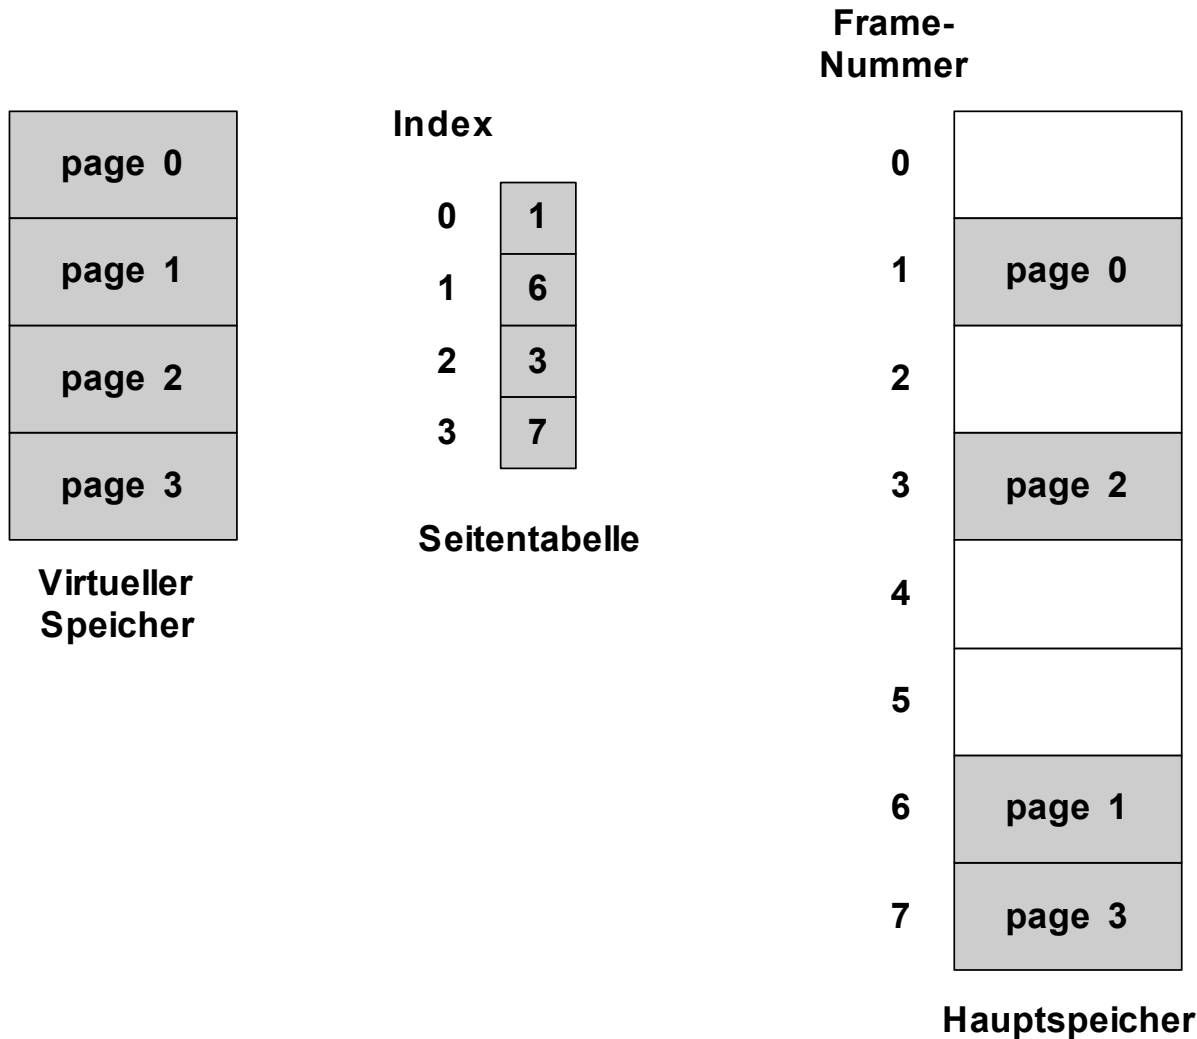 page 0
page 1
page 2
page 3
Virtueller
Speicher
Index
0 1
1 6
2 3
3 7
Seitentabelle
Frame-
Nummer
0
1 page 0
2
3 page 2
4
5
6 page 1
7 page 3
Hauptspeicher